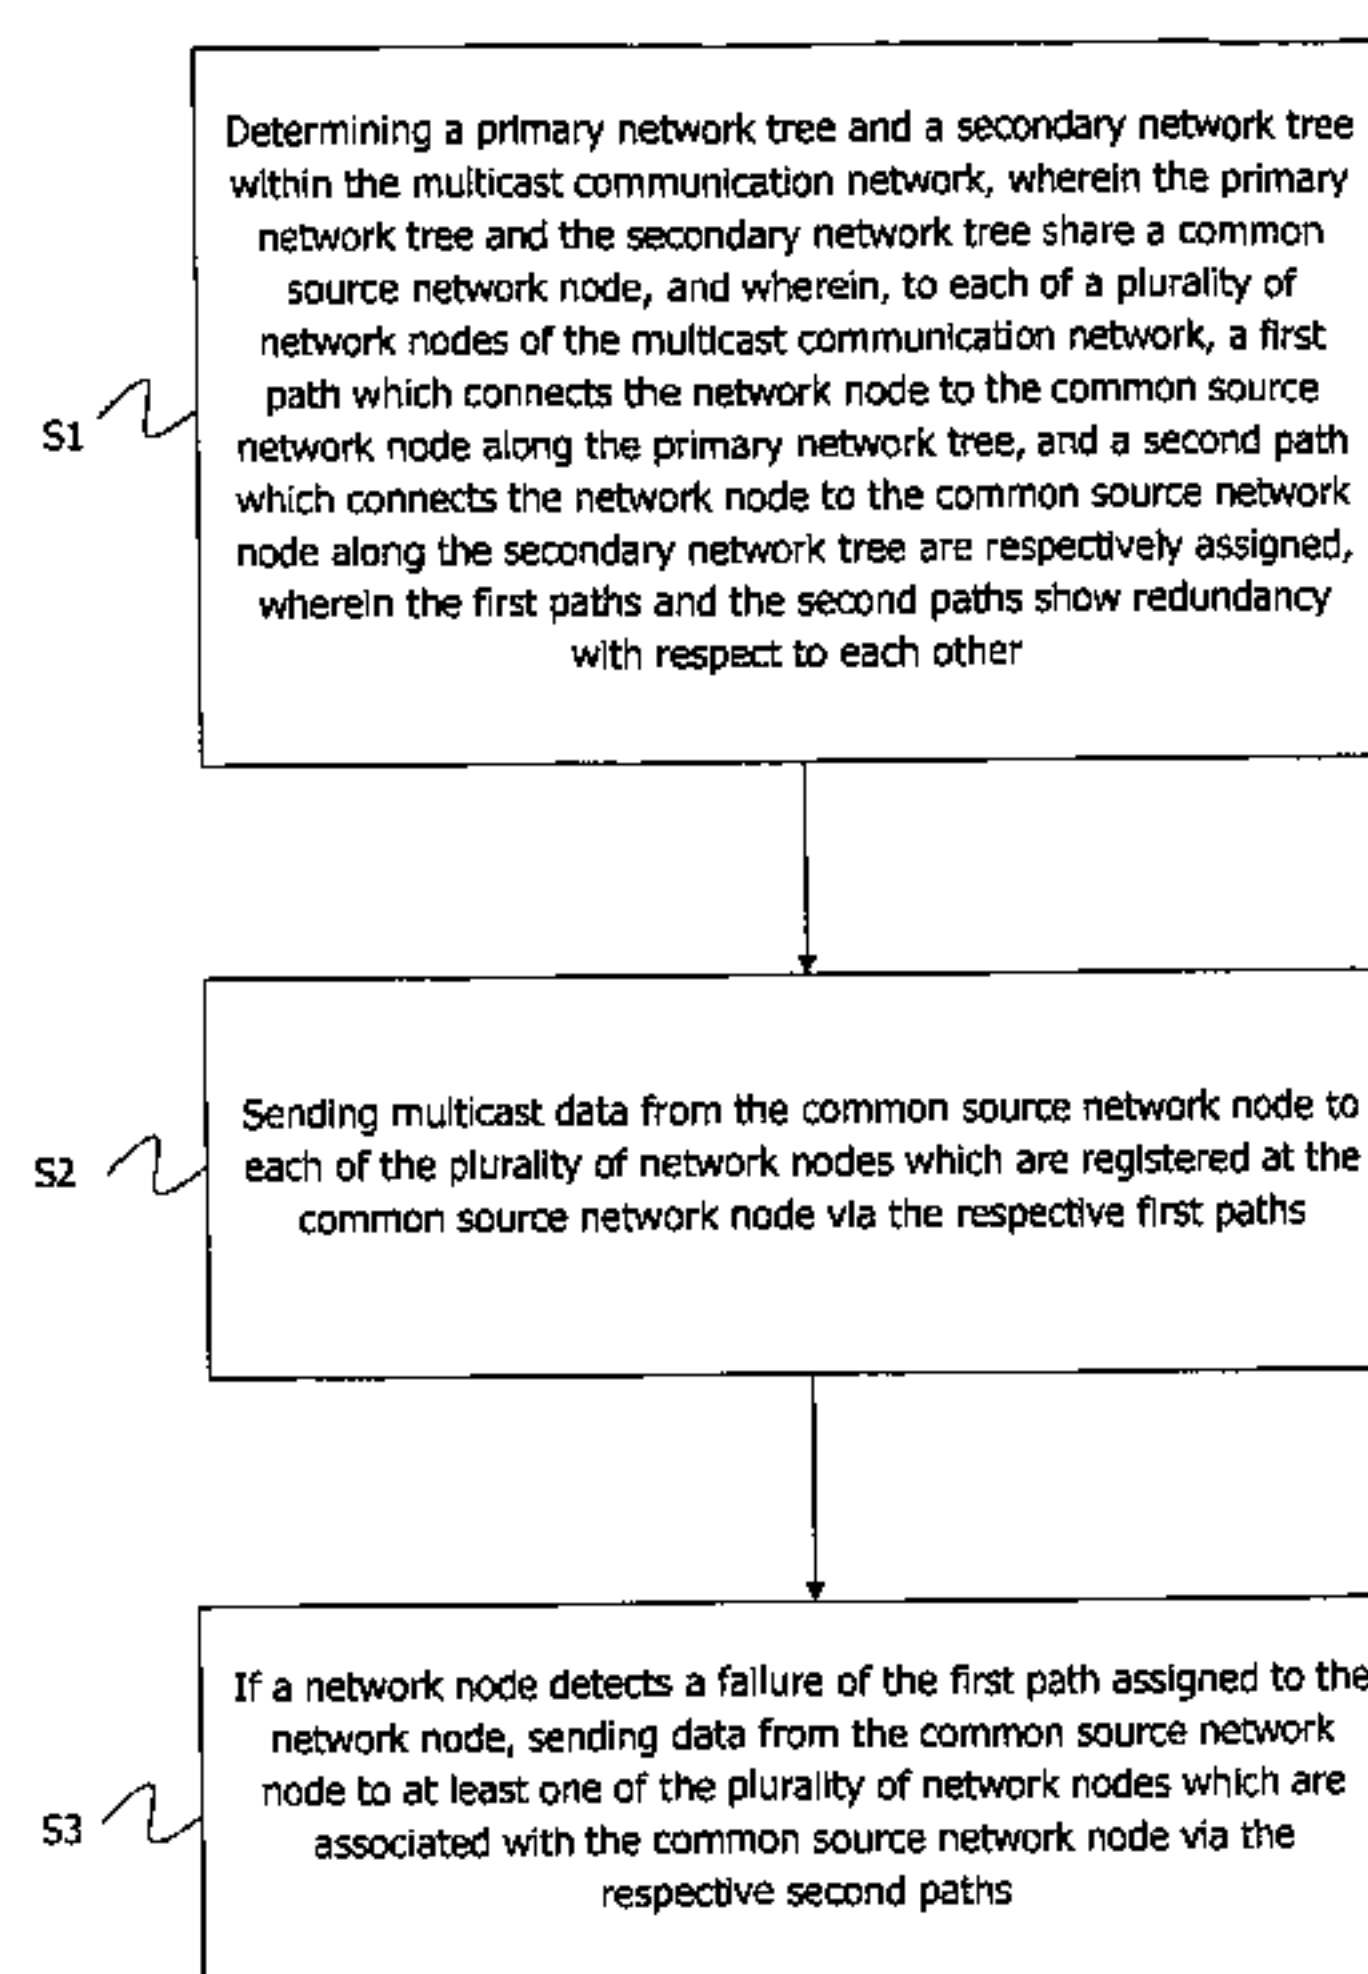 Determining a primary network tree and a secondary network tree
within the multicast communication network, wherein the primary
network tree and the secondary network tree share a common
source network node, and wherein, to each of a plurality of
network nodes of the multicast communication network, a first
path which connects the network node to the common source
network node along the primary network tree, and a second path
which connects the network node to the common source network
node along the secondary network tree are respectively assigned,
wherein the first paths and the second paths show redundancy
with respect to each other
S1
Sending multicast data from the common source network node to
each of the plurality of network nodes which are registered at the
common source network node via the respective first paths
S2
If a network node detects a failure of the first path assigned to the
network node, sending data from the common source network
node to at least one of the plurality of network nodes which are
associated with the common source network node via the
respective second paths
S3